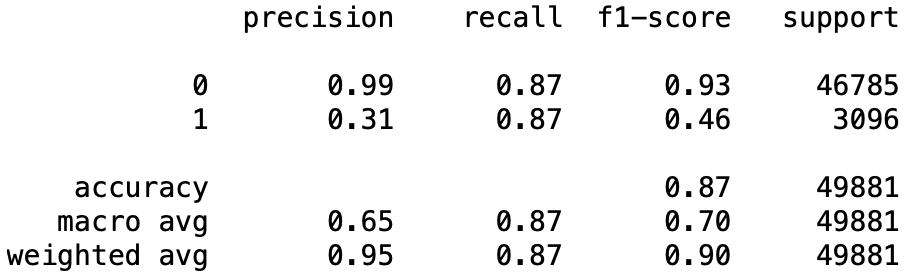 precision recall f1-score support
0 0.99 0.87 0.93 46785
1 0.31 0.87 0.46 3096
accuracy 0.87 49881
macro avg 0.65 0.87 0.70 49881
weighted avg 0.95 0.87 0.90 49881